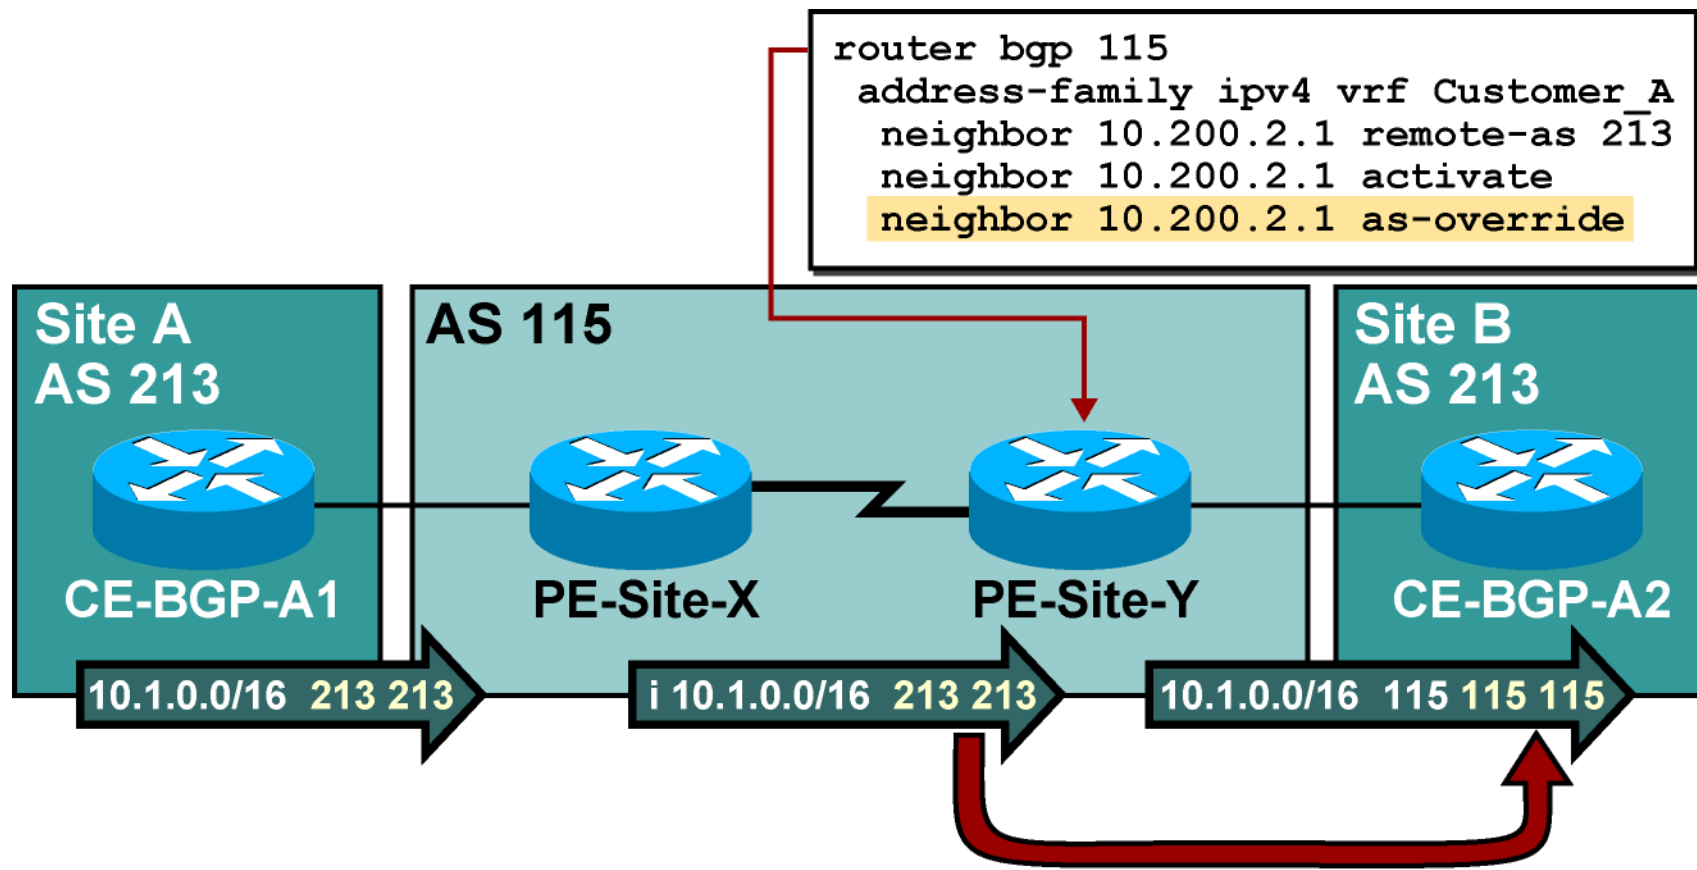 router bgp 115
address-family ipv4 vrf Customer_A
neighbor 10.200.2.1 remote-as 213
neighbor 10.200.2.1 activate
neighbor 10.200.2.1 as-override
Site A
AS 213
AS 115
Site B
AS 213
CE-BGP-A1
PE-Site-X
PE-Site-Y
CE-BGP-A2
10.1.0.0/16 213 213
i 10.1.0.0/16 213 213
10.1.0.0/16 115 115 115